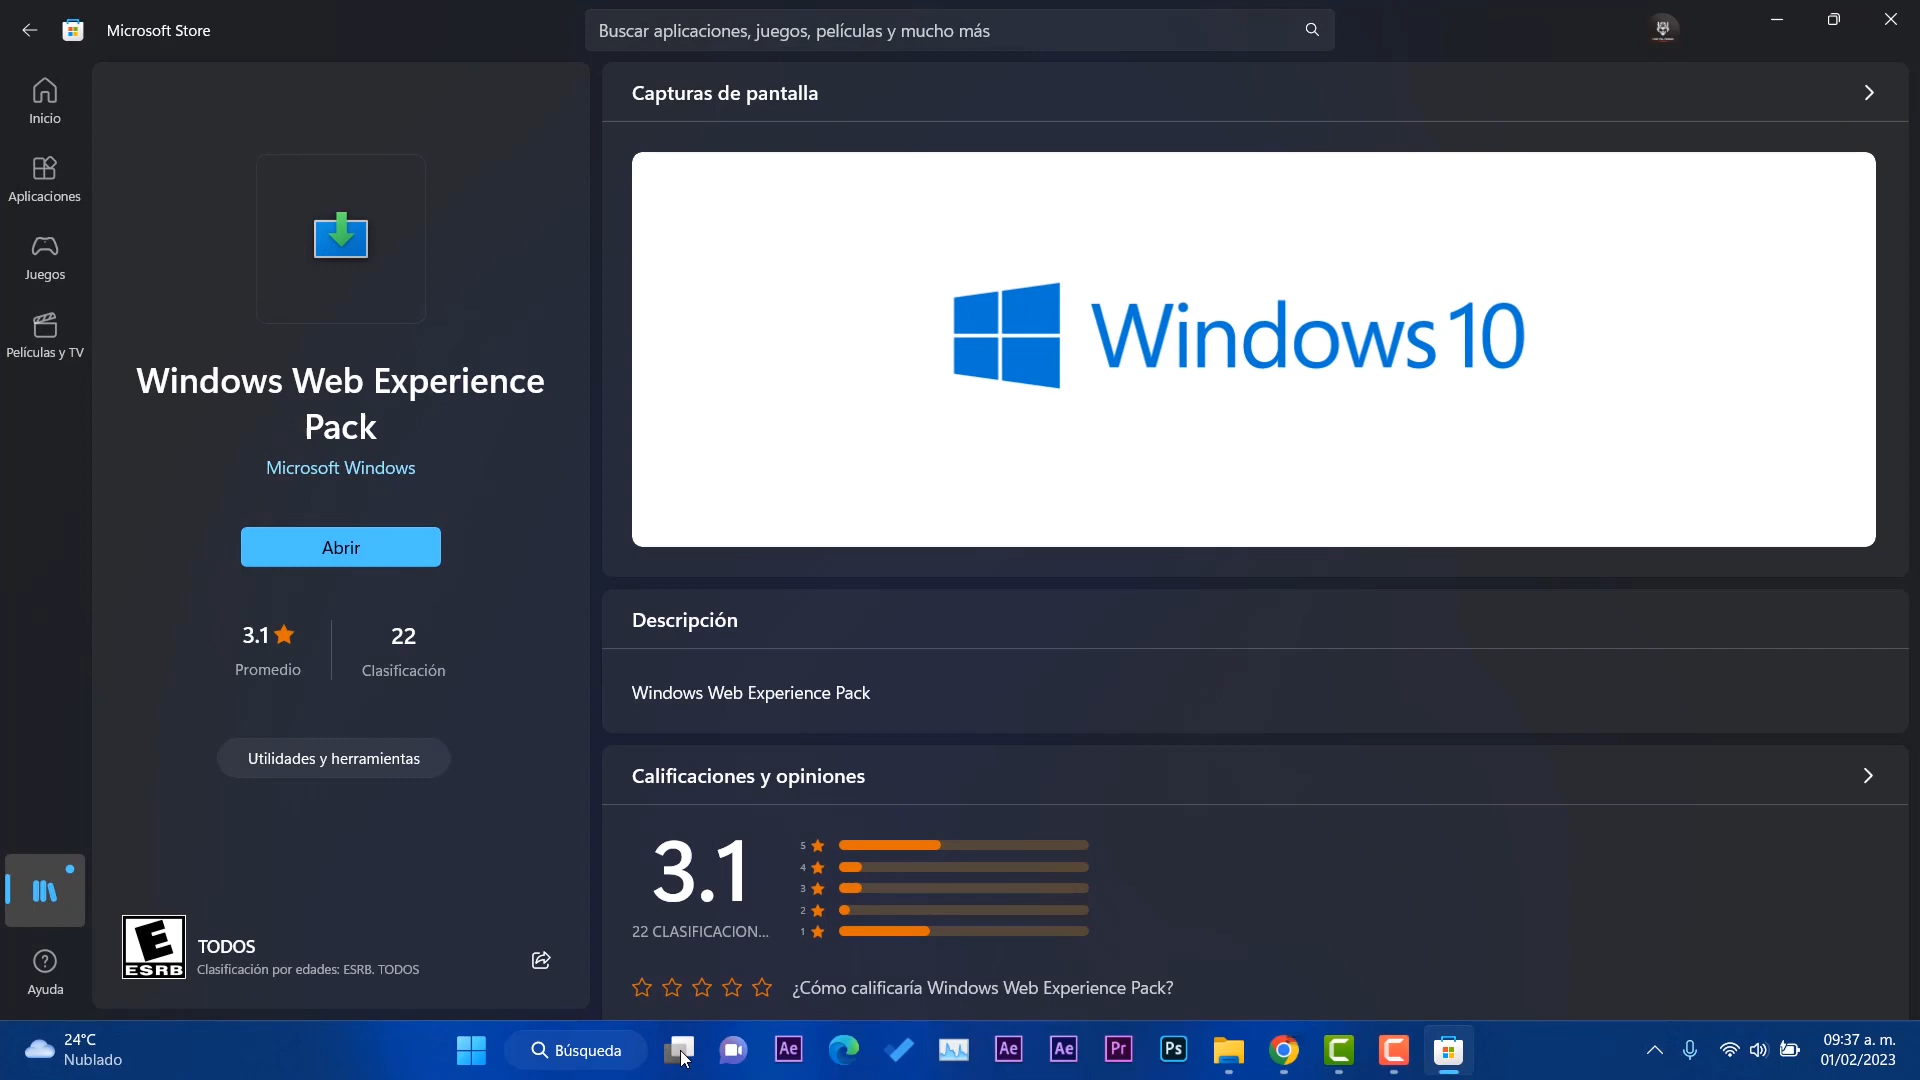 Microsoft Store
Buscar aplicaciones, juegos, películas y mucho más
Inicio
Aplicaciones
Juegos
Películas y TV
Windows Web Experience
Pack
Microsoft Windows
Abrir
3.1
Promedio
22
Clasificación
Utilidades y herramientas
ESRB
TODOS
Clasificación por edades: ESRB. TODOS
Ayuda
Capturas de pantalla
Windows 10
Descripción
Windows Web Experience Pack
Calificaciones y opiniones
3.1
22 CLASIFICACION...
5
4
3
2
1
¿Cómo calificaría Windows Web Experience Pack?
24°C
Nublado
Búsqueda
Ae
Ae
Ae
Pr
Ps
C
C
09:37 a. m.
01/02/2023